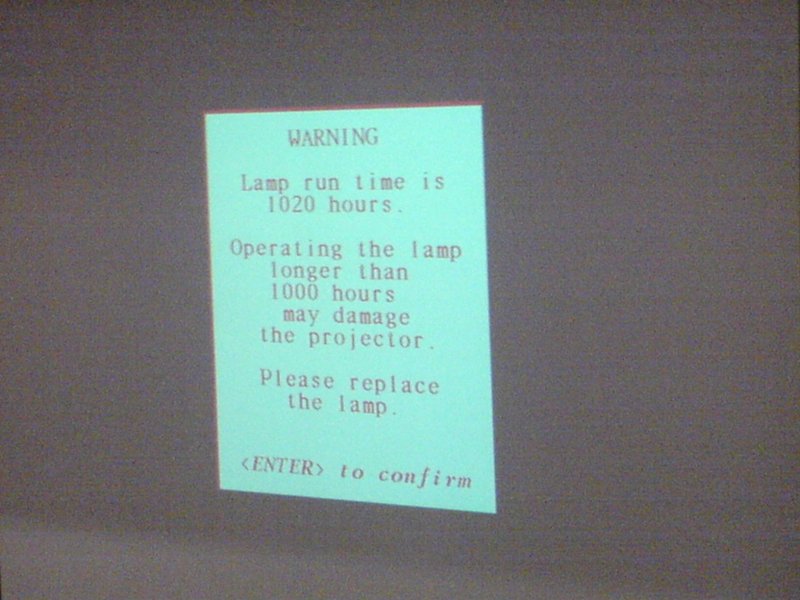 WARNING
Lamp run time is
1020 hours.
Operating the lamp
longer than
1000 hours
may damage
the projector.
Please replace
the lamp.
<ENTER> to confirm